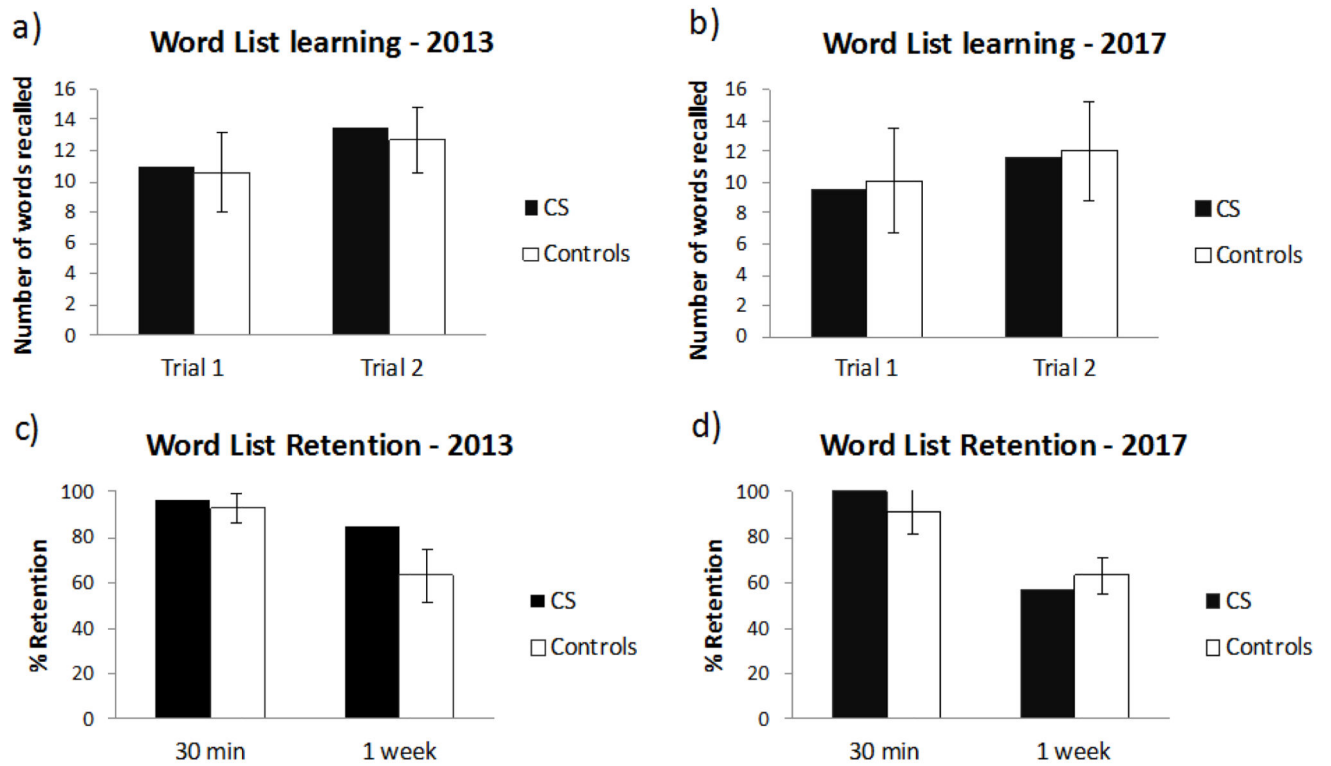 a)
Word List learning - 2013
Number of words recalled
16
14
12
10
8
6
4
2
0
Trial 1
Trial 2
CS
Controls
b)
Word List learning - 2017
Number of words recalled
16
14
12
10
8
6
4
2
0
Trial 1
Trial 2
CS
Controls
c)
Word List Retention - 2013
% Retention
100
80
60
40
20
0
30 min
1 week
CS
Controls
d)
Word List Retention - 2017
% Retention
100
80
60
40
20
0
30 min
1 week
CS
Controls